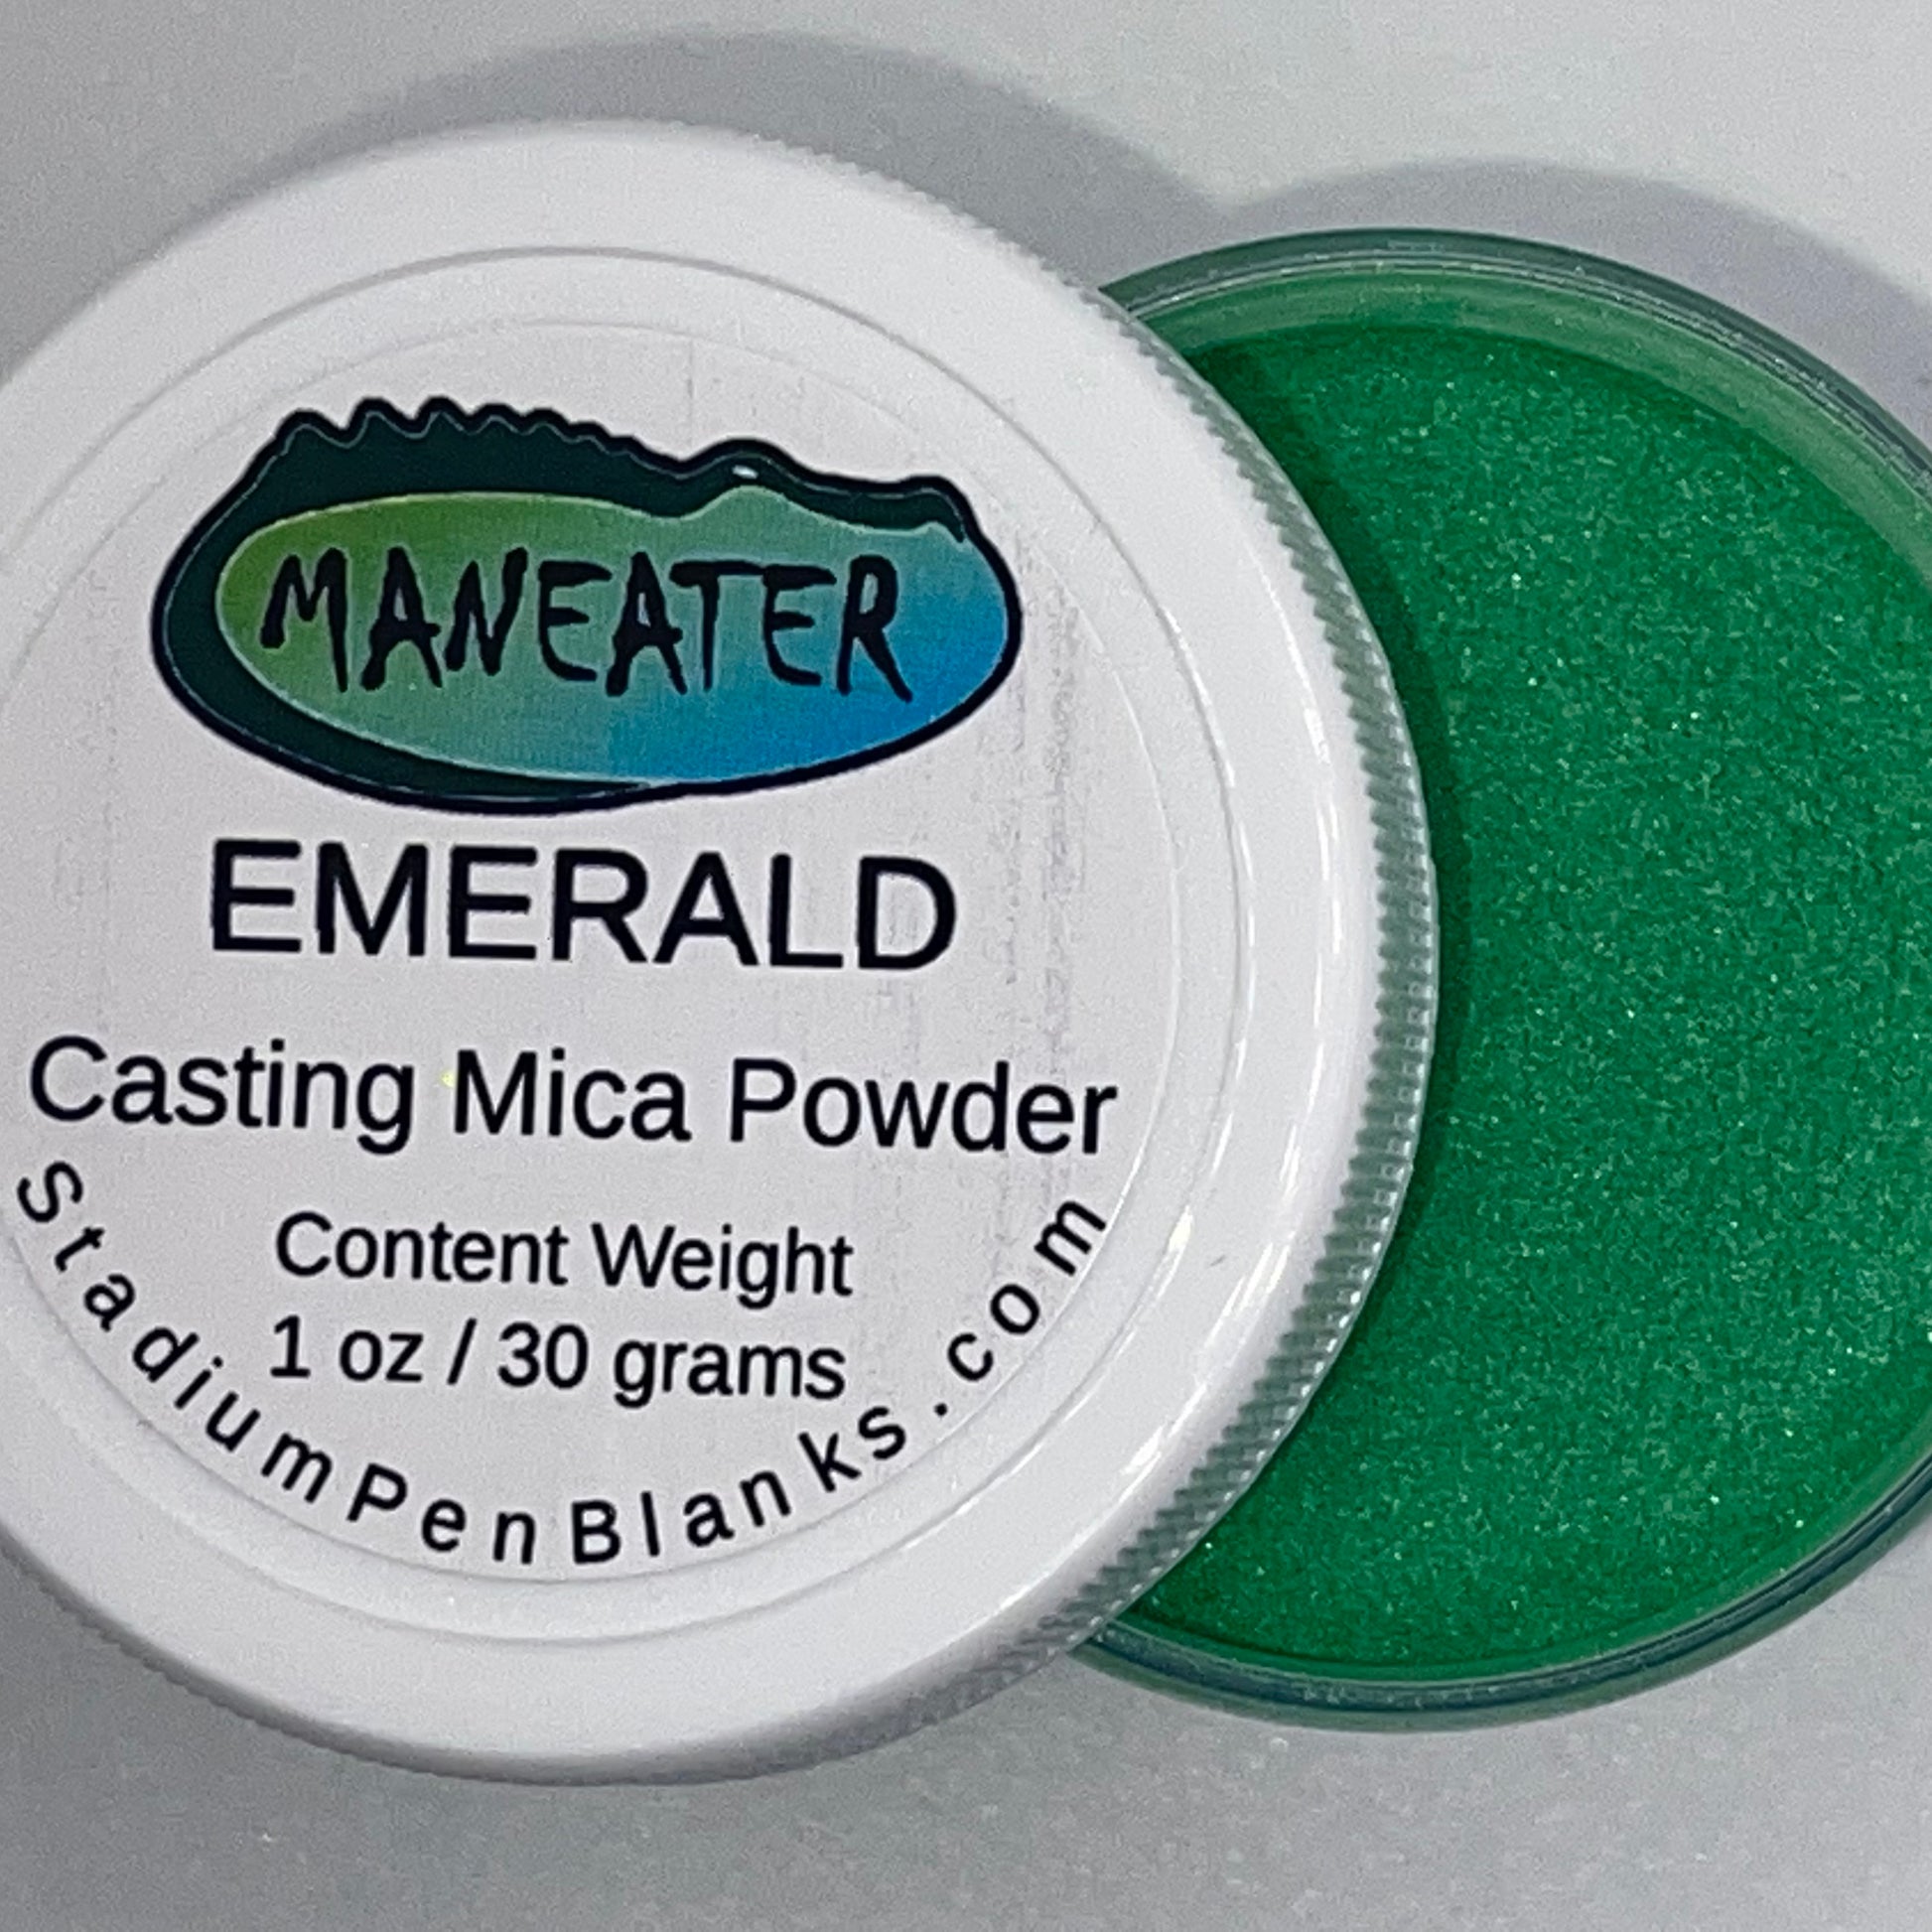 MANEATER
EMERALD
Casting Mica Powder
Content Weight
1 oz / 30 grams
StadiumPenBlanks.com